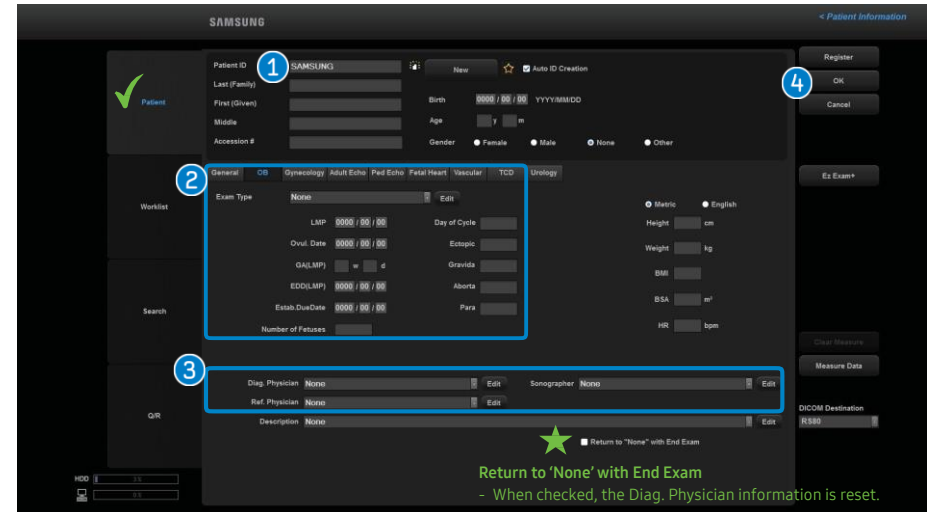 SAMSUNG
< Patient Information
Patient
Worklist
Search
Q/R
HDD
1
Patient ID SAMSUNG New Auto ID Creation
Last (Family)
First (Given) Birth 0000 / 00 / 00 YYYY/MM/DD
Middle Age y m
Accession # Gender Female Male None Other
2
General OB Gynecology Adult Echo Ped Echo Fetal Heart Vascular TCD Urology
Exam Type None Edit
LMP 0000 / 00 / 00 Day of Cycle
Ovul. Date 0000 / 00 / 00 Ectopic
GA(LMP) w d Gravida
EDD(LMP) 0000 / 00 / 00 Aborta
Estab.DueDate 0000 / 00 / 00 Para
Number of Fetuses
Metric English
Height cm
Weight kg
BMI
BSA m²
HR bpm
3
Diag. Physician None Edit Sonographer None Edit
Ref. Physician None Edit
Description None Edit
Return to "None" with End Exam
Return to ‘None’ with End Exam
- When checked, the Diag. Physician information is reset.
4
Register
OK
Cancel
Ez Exam+
Clear Measure
Measure Data
DICOM Destination
RS80